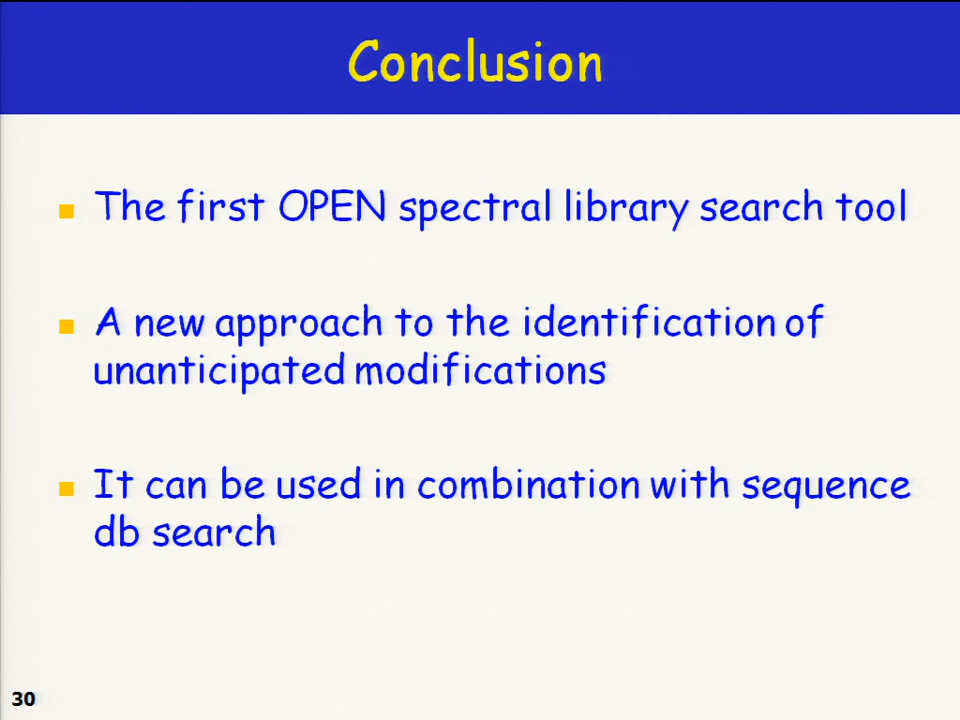 Conclusion
The first OPEN spectral library search tool
A new approach to the identification of
unanticipated modifications
It can be used in combination with sequence
db search
30